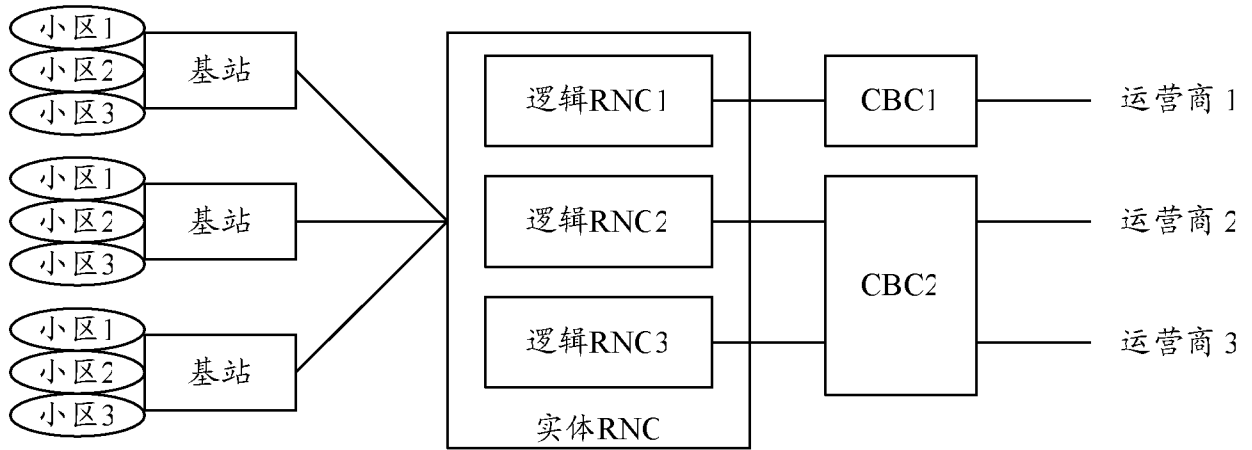 小区1
小区2
小区3
基站
小区1
小区2
小区3
基站
小区1
小区2
小区3
基站
逻辑RNC1
逻辑RNC2
逻辑RNC3
实体RNC
CBC1
CBC2
运营商 1
运营商 2
运营商 3